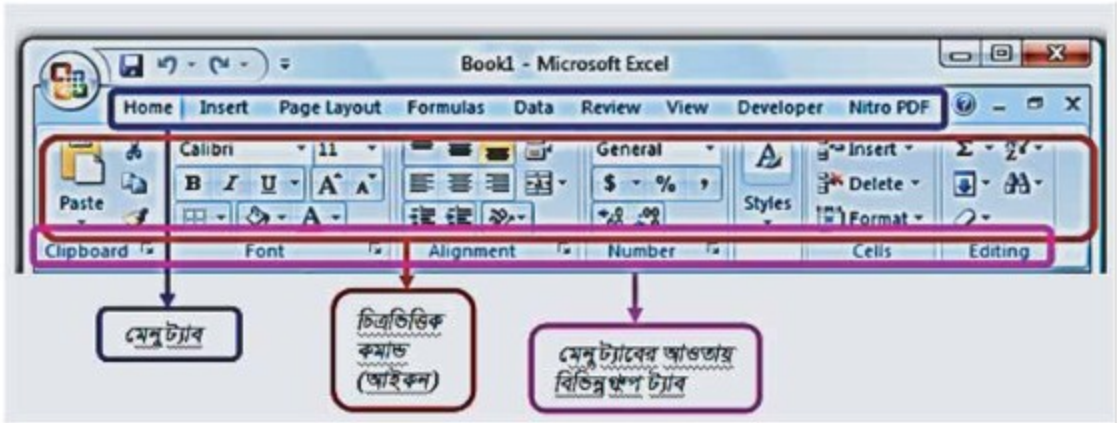 Book1 - Microsoft Excel
Home Insert Page Layout Formulas Data Review View Developer Nitro PDF
Calibri 11 General Insert
B I U A A $ % , Delete
Paste Styles Format
Clipboard Font Alignment Number Cells Editing
মেনু ট্যাব
চিত্রভিত্তিক
কমান্ড
(আইকন)
মেনু ট্যাবের আওতায়
বিভিন্ন গ্রুপ ট্যাব